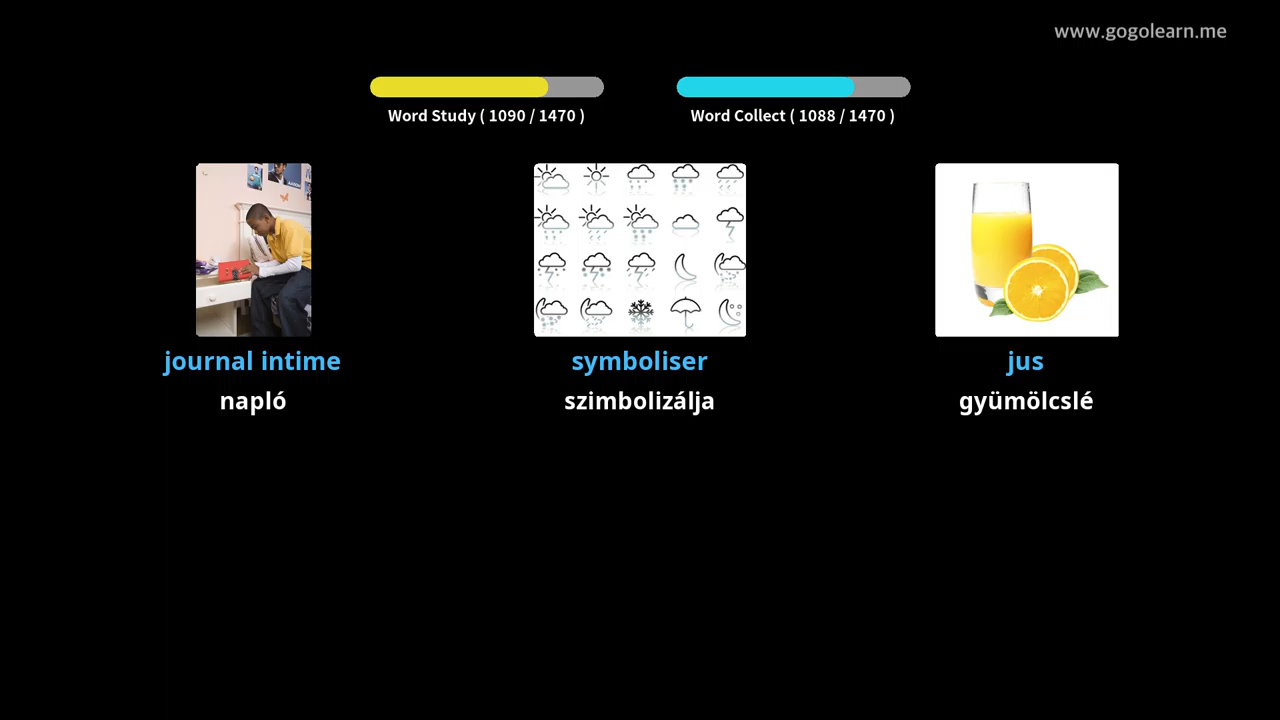 www.gogolearn.me
Word Study ( 1090 / 1470 )
Word Collect ( 1088 / 1470 )
journal intime
symboliser
jus
napló
szimbolizálja
gyümölcslé